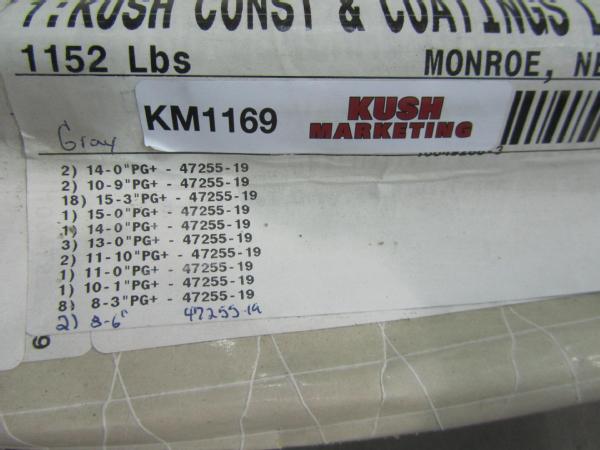 : KUSH CONST & COATINGS L
1152 Lbs MONROE, NE
KM1169 KUSH MARKETING
Gray
2) 14-0"PG+ - 47255-19
2) 10-9"PG+ - 47255-19
18) 15-3"PG+ - 47255-19
1) 15-0"PG+ - 47255-19
1) 14-0"PG+ - 47255-19
3) 13-0"PG+ - 47255-19
2) 11-10"PG+ - 47255-19
1) 11-0"PG+ - 47255-19
1) 10-1"PG+ - 47255-19
8) 8-3"PG+ - 47255-19
2) 8-6" 47255-19
6